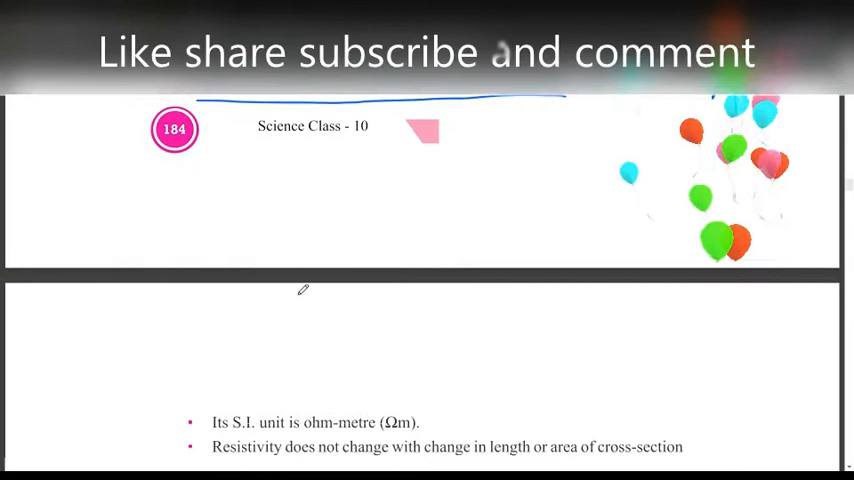 Like share subscribe and comment
184
Science Class - 10
▪ Its S.I. unit is ohm-metre (Ωm).
▪ Resistivity does not change with change in length or area of cross-section